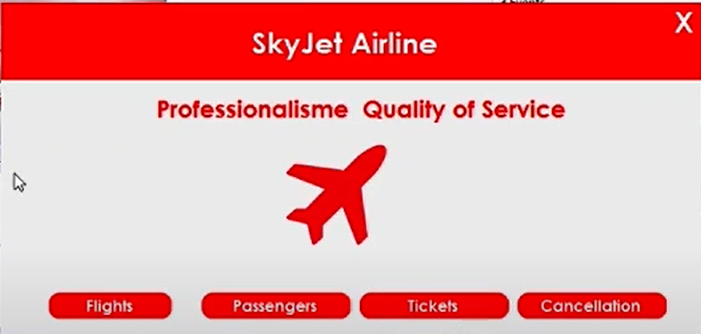 X
SkyJet Airline
Professionalisme Quality of Service
Flights Passengers Tickets Cancellation